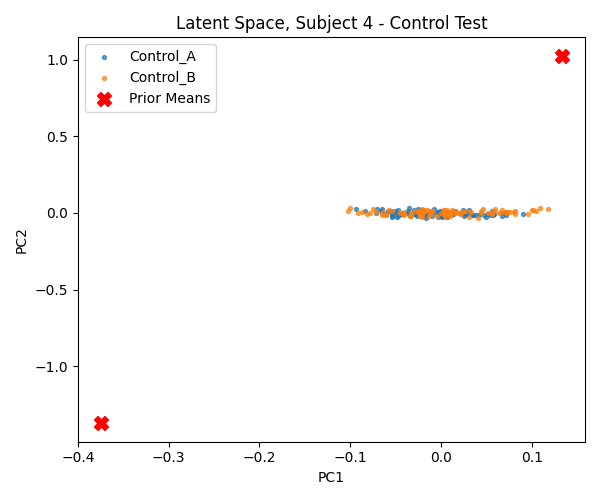 Latent Space, Subject 4 - Control Test
Control_A
Control_B
Prior Means
1.0
0.5
0.0
−0.5
−1.0
PC2
−0.4
−0.3
−0.2
−0.1
0.0
0.1
PC1